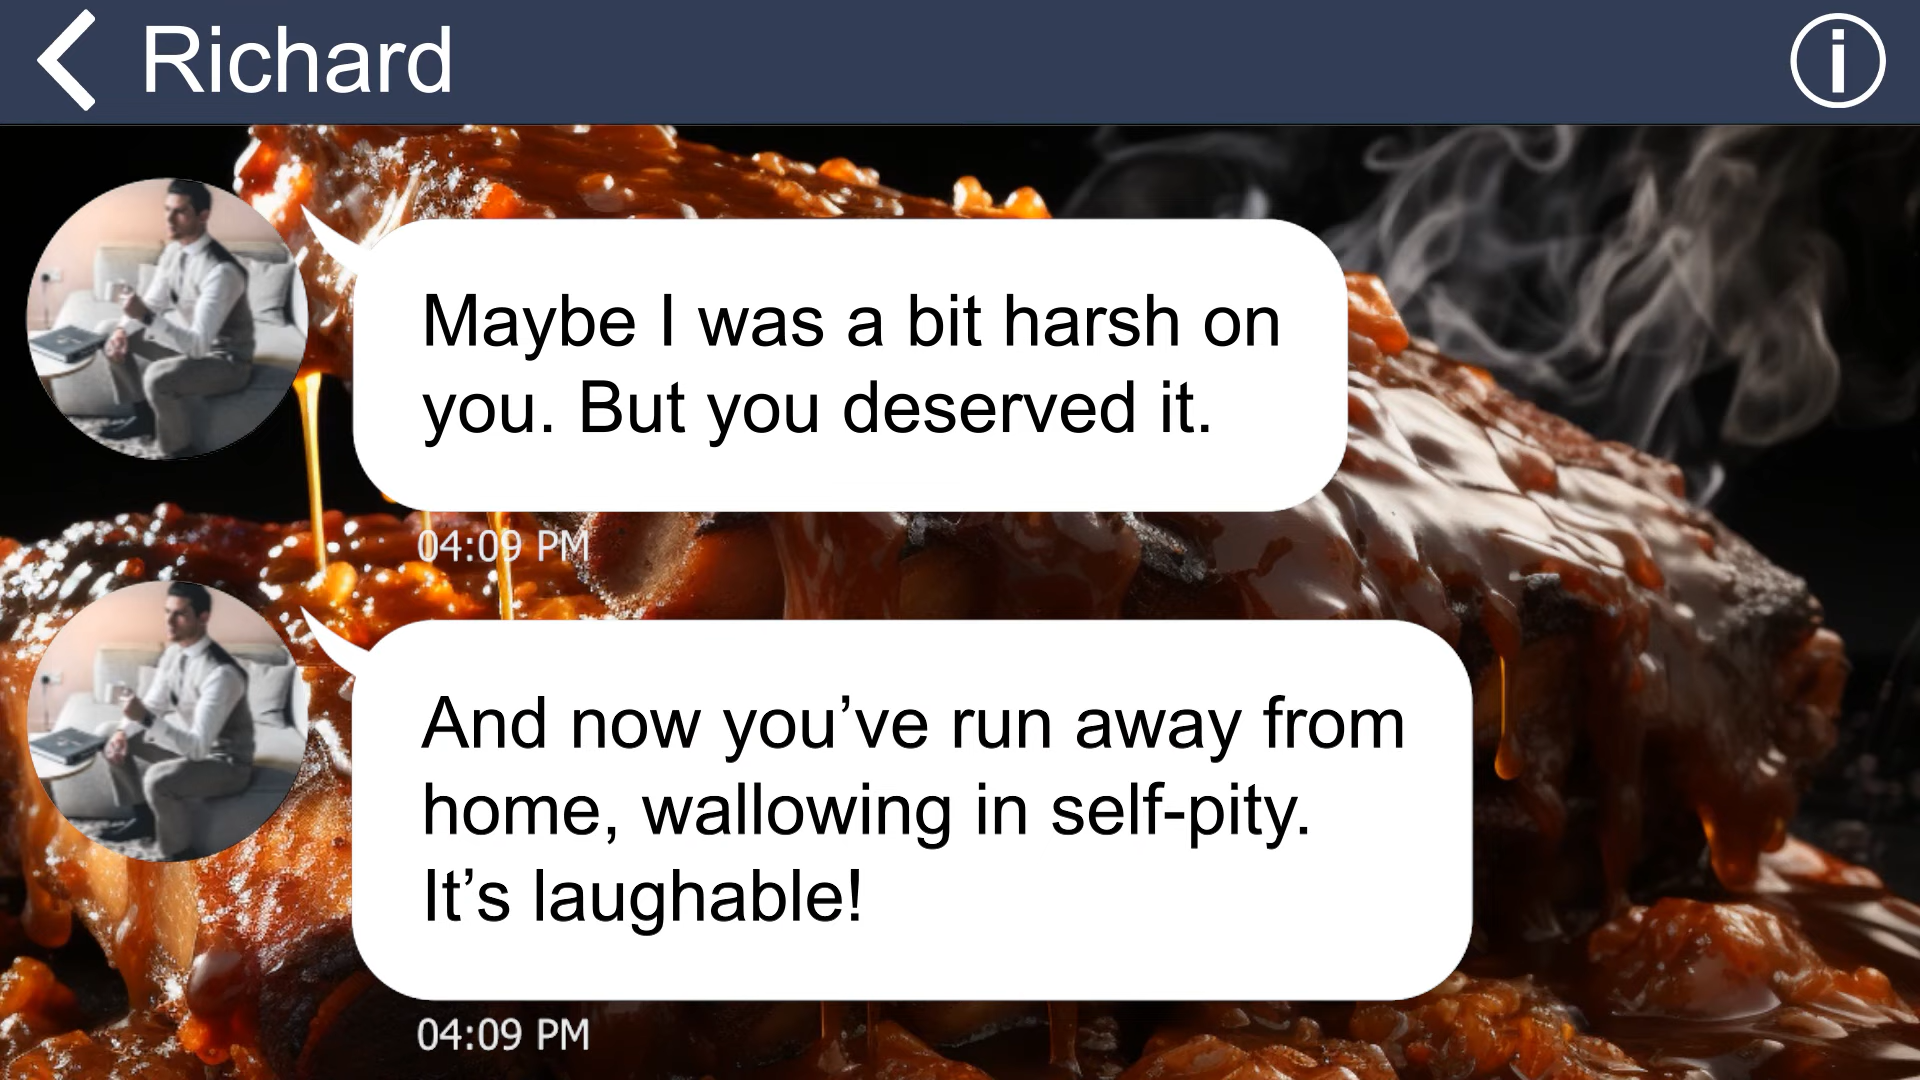 Richard
Maybe I was a bit harsh on
you. But you deserved it.
04:09 PM
And now you’ve run away from
home, wallowing in self-pity.
It’s laughable!
04:09 PM